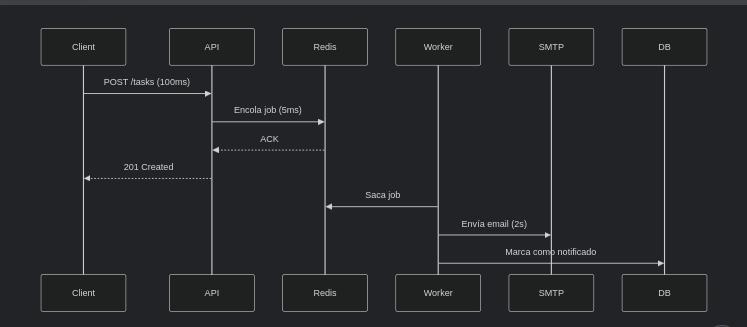 Client API Redis Worker SMTP DB
POST /tasks (100ms)
Encola job (5ms)
ACK
201 Created
Saca job
Envía email (2s)
Marca como notificado
Client API Redis Worker SMTP DB